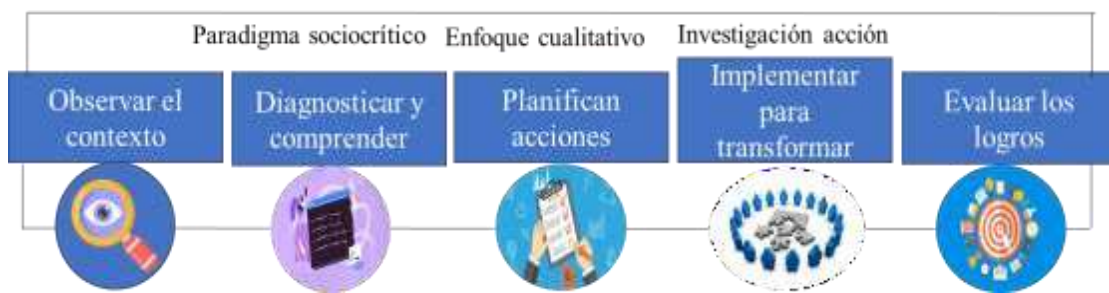 Paradigma sociocrítico Enfoque cualitativo Investigación acción
Observar el
contexto
Diagnosticar y
comprender
Planifican
acciones
Implementar
para
transformar
Evaluar los
logros